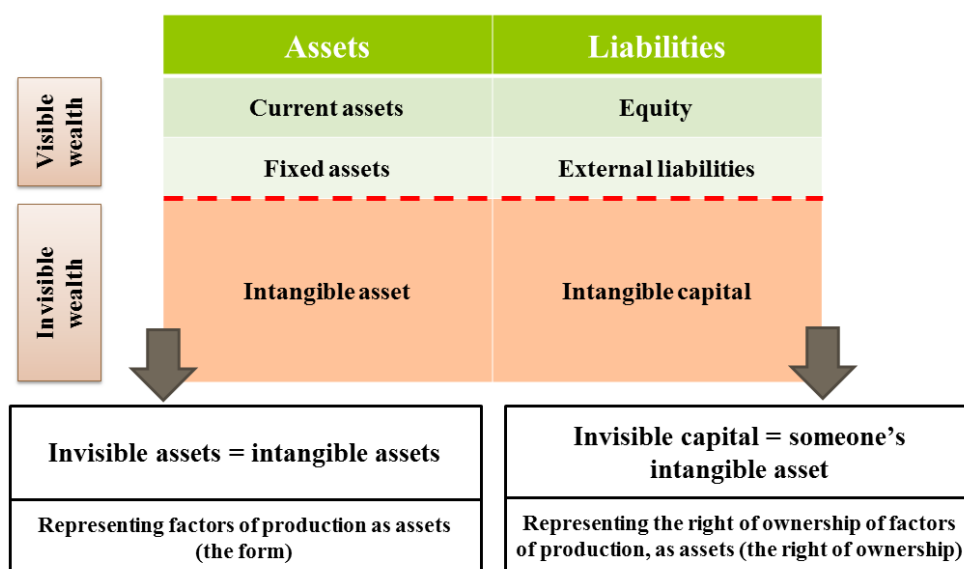 Assets Liabilities
Visible
wealth
Current assets Equity
Fixed assets External liabilities
Invisible
wealth
Intangible asset Intangible capital
Invisible assets = intangible assets
Representing factors of production as assets
(the form)
Invisible capital = someone's
intangible asset
Representing the right of ownership of factors
of production, as assets (the right of ownership)